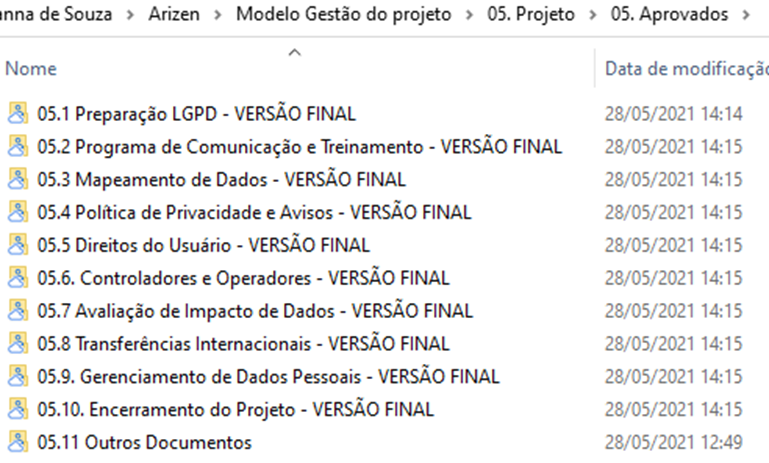 anna de Souza > Arizen > Modelo Gestão do projeto > 05. Projeto > 05. Aprovados >
Nome Data de modificação
05.1 Preparação LGPD - VERSÃO FINAL 28/05/2021 14:14
05.2 Programa de Comunicação e Treinamento - VERSÃO FINAL 28/05/2021 14:15
05.3 Mapeamento de Dados - VERSÃO FINAL 28/05/2021 14:15
05.4 Política de Privacidade e Avisos - VERSÃO FINAL 28/05/2021 14:15
05.5 Direitos do Usuário - VERSÃO FINAL 28/05/2021 14:15
05.6. Controladores e Operadores - VERSÃO FINAL 28/05/2021 14:15
05.7 Avaliação de Impacto de Dados - VERSÃO FINAL 28/05/2021 14:15
05.8 Transferências Internacionais - VERSÃO FINAL 28/05/2021 14:15
05.9. Gerenciamento de Dados Pessoais - VERSÃO FINAL 28/05/2021 14:15
05.10. Encerramento do Projeto - VERSÃO FINAL 28/05/2021 14:15
05.11 Outros Documentos 28/05/2021 12:49